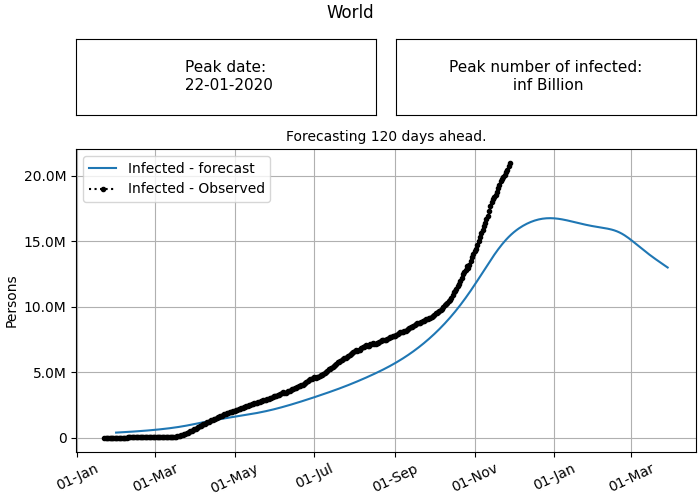 World
Peak date:
22-01-2020
Peak number of infected:
inf Billion
Forecasting 120 days ahead.
Infected - forecast
Infected - Observed
20.0M
15.0M
10.0M
5.0M
0
Persons
01-Jan
01-Mar
01-May
01-Jul
01-Sep
01-Nov
01-Jan
01-Mar